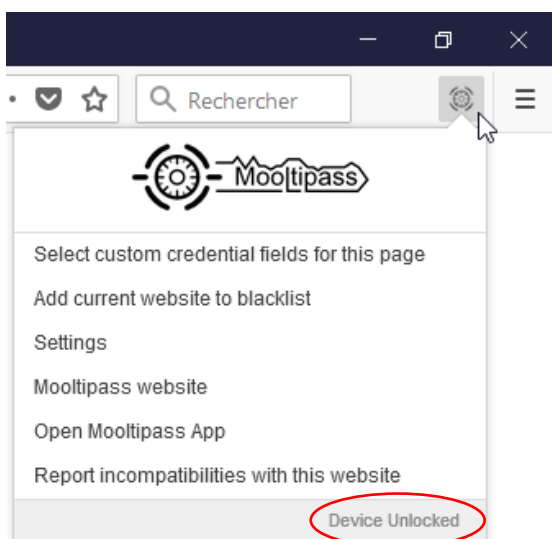 Rechercher
Mooltipass
Select custom credential fields for this page
Add current website to blacklist
Settings
Mooltipass website
Open Mooltipass App
Report incompatibilities with this website
Device Unlocked